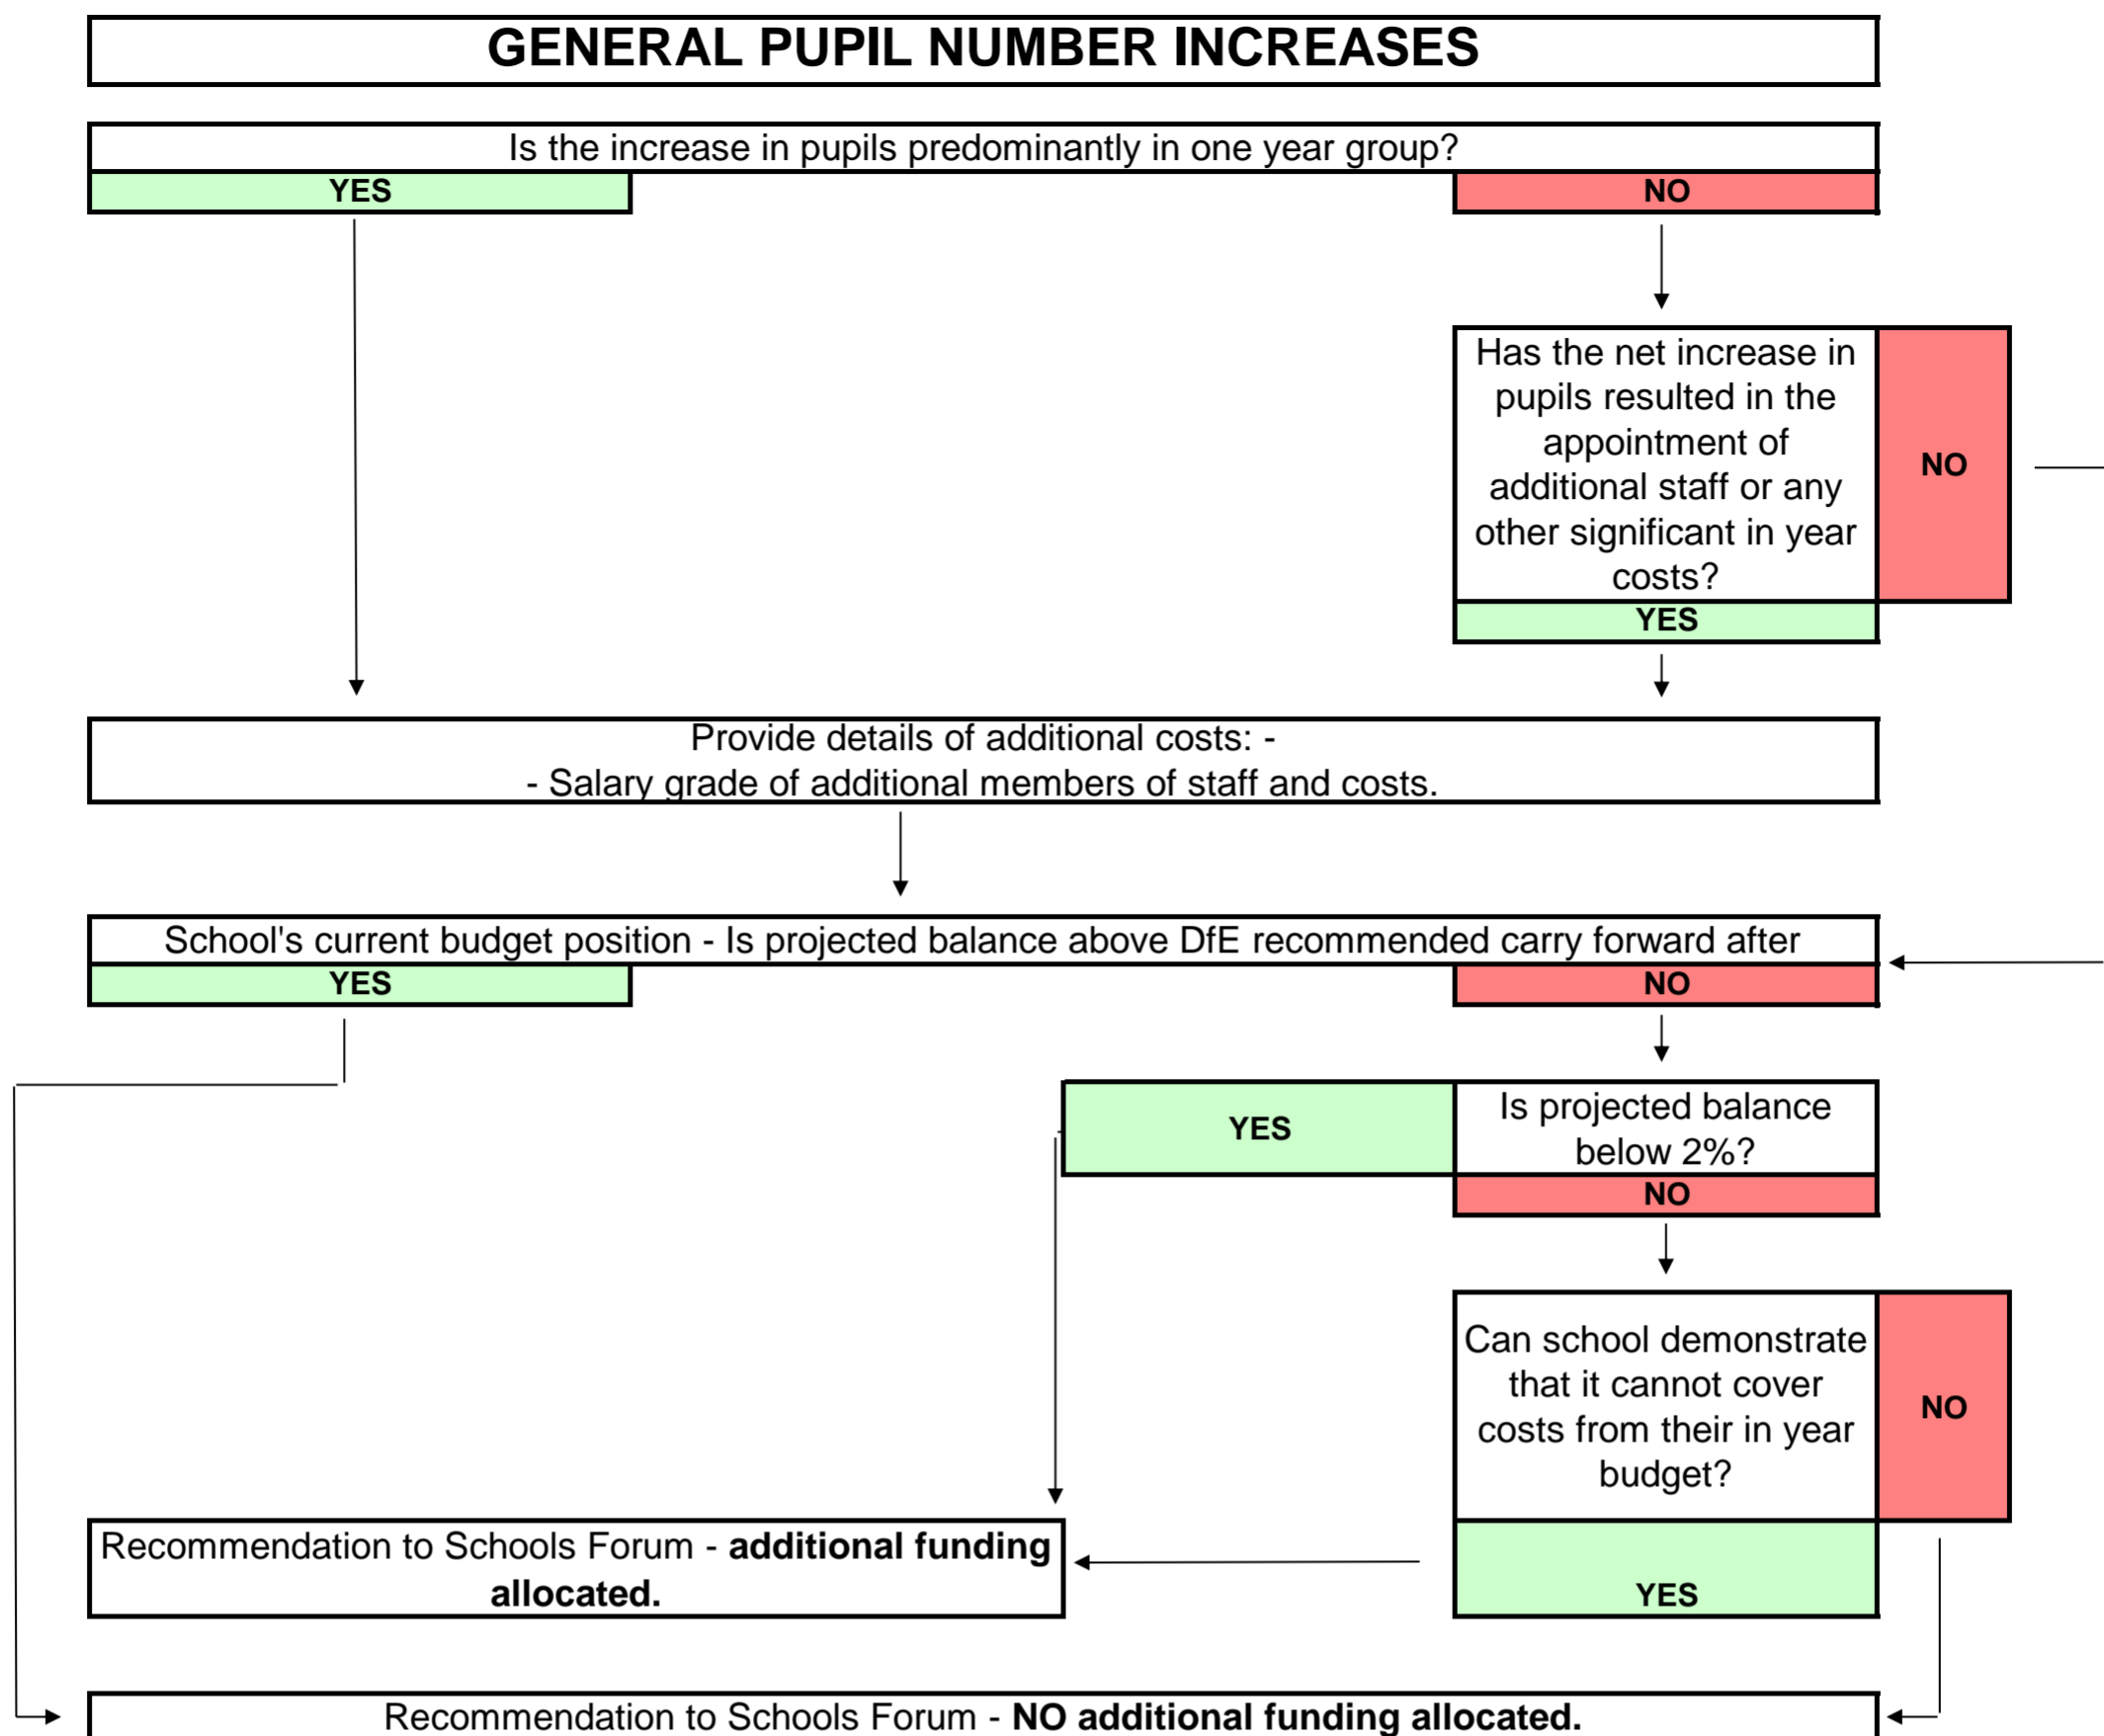 GENERAL PUPIL NUMBER INCREASES
Is the increase in pupils predominantly in one year group?
YES
NO
Has the net increase in
pupils resulted in the
appointment of
additional staff or any
other significant in year
costs?
NO
YES
Provide details of additional costs: -
- Salary grade of additional members of staff and costs.
School's current budget position - Is projected balance above DfE recommended carry forward after
YES
NO
YES
Is projected balance
below 2%?
NO
Can school demonstrate
that it cannot cover
costs from their in year
budget?
NO
Recommendation to Schools Forum - additional funding
allocated.
YES
Recommendation to Schools Forum - NO additional funding allocated.